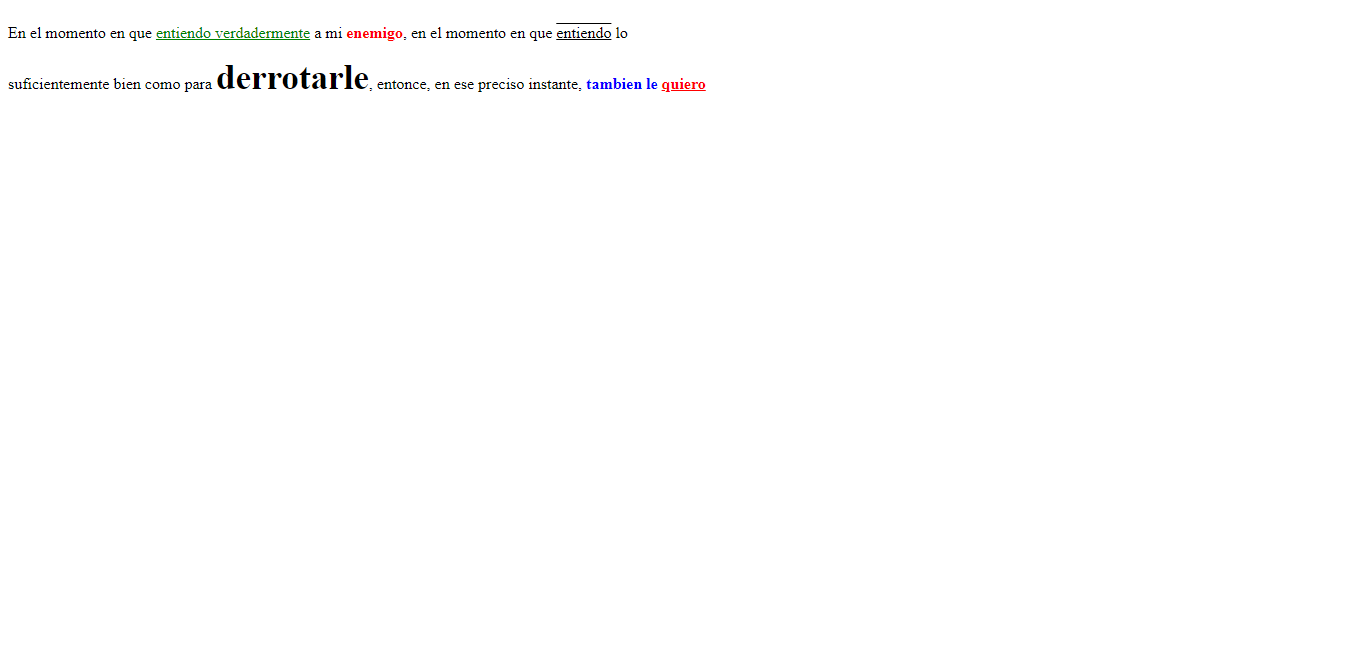 En el momento en que entiendo verdadermente a mi enemigo, en el momento en que entiendo lo
suficientemente bien como para derrotarle, entonce, en ese preciso instante, tambien le quiero